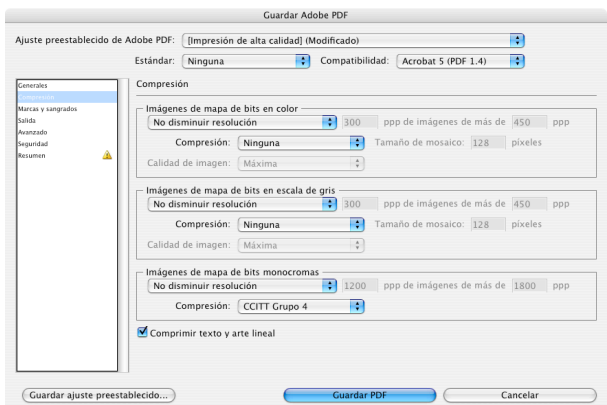 Guardar Adobe PDF
Ajuste preestablecido de Adobe PDF: [Impresión de alta calidad] (Modificado)
Estándar: Ninguna Compatibilidad: Acrobat 5 (PDF 1.4)
Generales
Compresión
Marcas y sangrados
Salida
Avanzado
Seguridad
Resumen
Compresión
Imágenes de mapa de bits en color
No disminuir resolución 300 ppp de imágenes de más de 450 ppp
Compresión: Ninguna Tamaño de mosaico: 128 píxeles
Calidad de imagen: Máxima
Imágenes de mapa de bits en escala de gris
No disminuir resolución 300 ppp de imágenes de más de 450 ppp
Compresión: Ninguna Tamaño de mosaico: 128 píxeles
Calidad de imagen: Máxima
Imágenes de mapa de bits monocromas
No disminuir resolución 1200 ppp de imágenes de más de 1800 ppp
Compresión: CCITT Grupo 4
Comprimir texto y arte lineal
Guardar ajuste preestablecido... Guardar PDF Cancelar